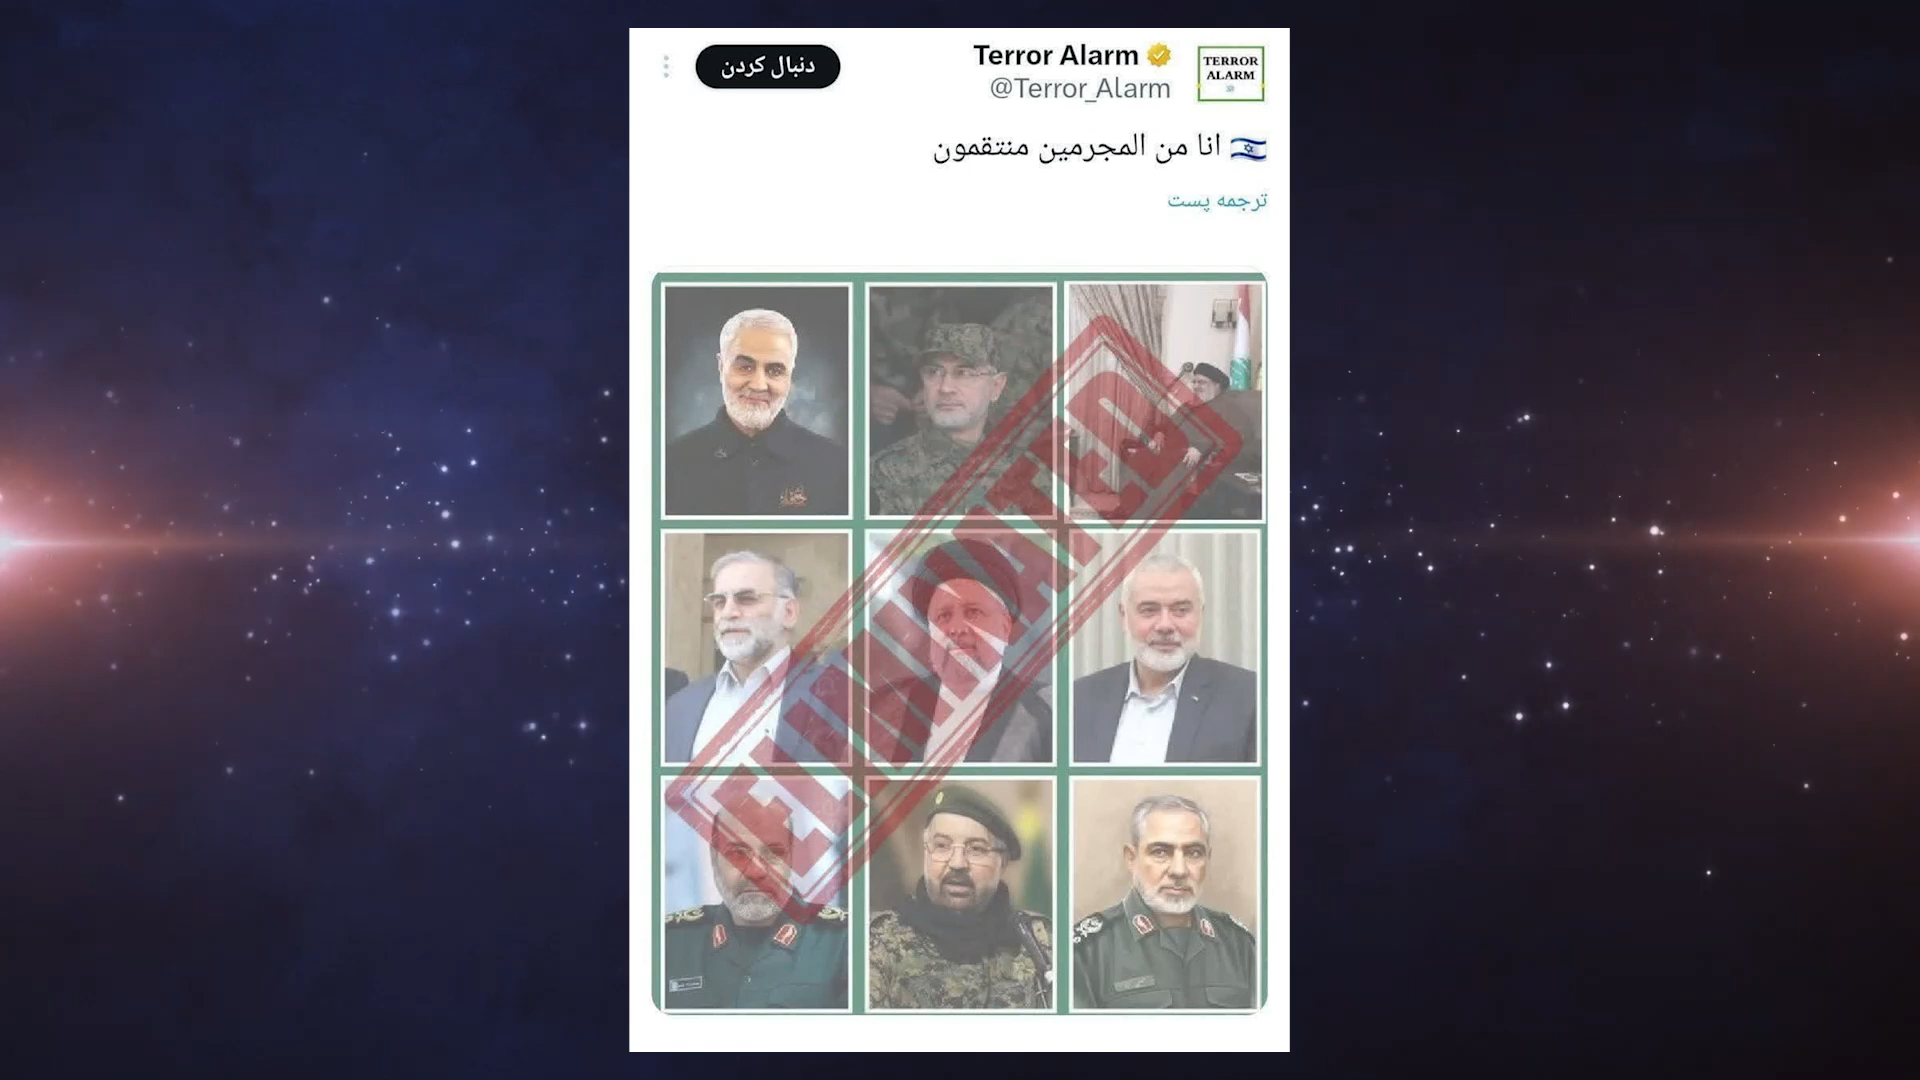 Terror Alarm
دنبال کردن
@Terror_Alarm
TERROR
ALARM
انا من المجرمين منتقمون
ترجمه پست
ELIMINATED